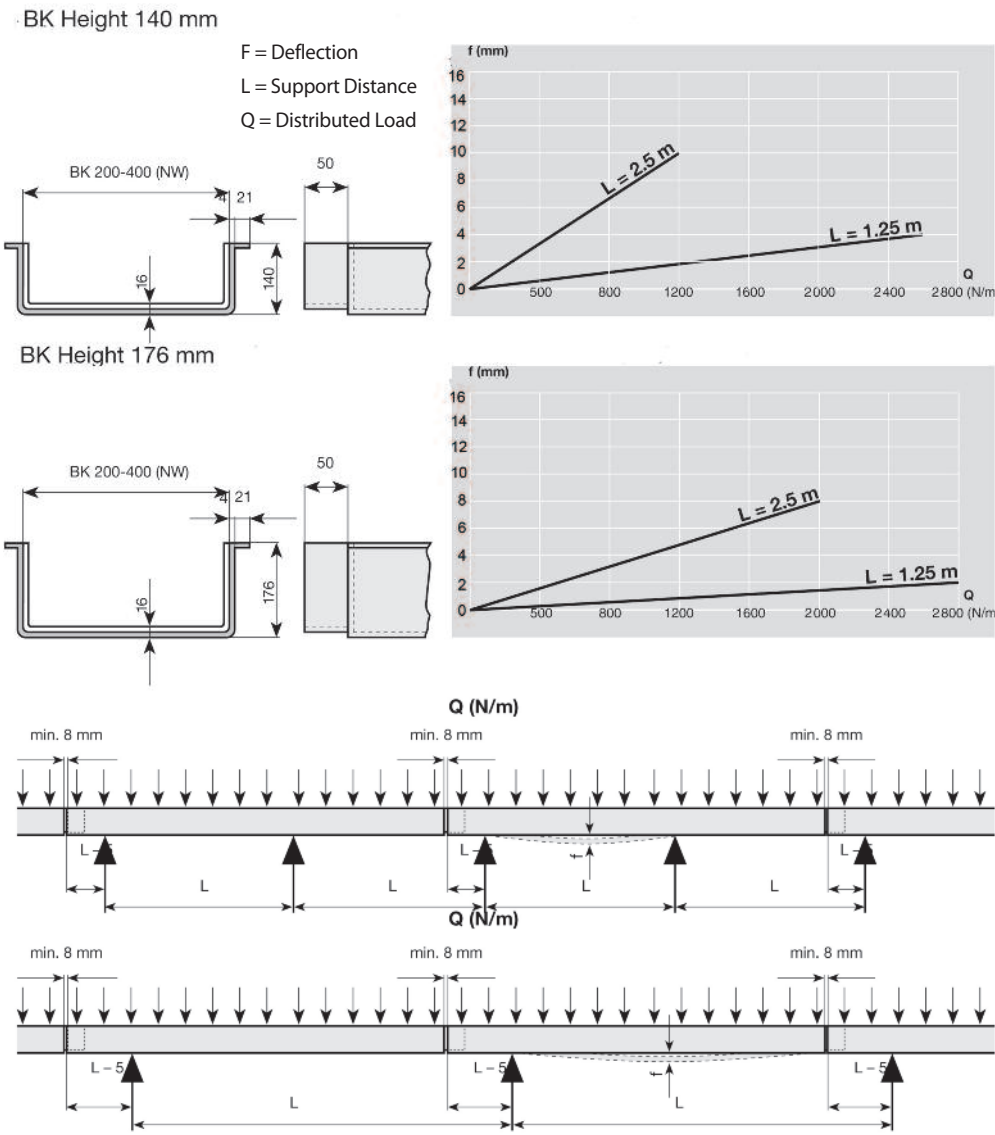 BK Height 140 mm
F = Deflection
L = Support Distance
Q = Distributed Load
BK 200-400 (NW)
4 21
50
16
140
f (mm)
16
14
12
10
8
6
4
2
0
L = 2.5 m
L = 1.25 m
Q
500 800 1200 1600 2000 2400 2800 (N/m
BK Height 176 mm
BK 200-400 (NW)
4 21
50
16
176
f (mm)
16
14
12
10
8
6
4
2
0
L = 2.5 m
L = 1.25 m
Q
500 800 1200 1600 2000 2400 2800 (N/m
Q (N/m)
min. 8 mm min. 8 mm min. 8 mm
L – 5 L – 5 f L – 5
L L L L
Q (N/m)
min. 8 mm min. 8 mm min. 8 mm
L – 5 L – 5 f L – 5
L L